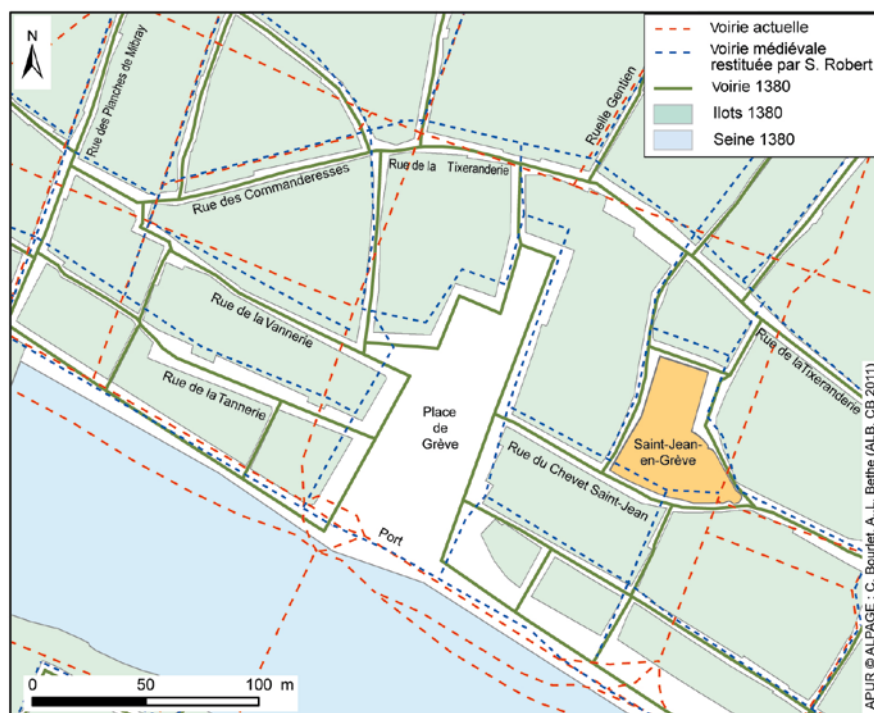 N
Voirie actuelle
Voirie médiévale
restituée par S. Robert
Voirie 1380
Ilots 1380
Seine 1380
Rue des Planches de Mibray
Ruelle Gentien
Rue de la Tixeranderie
Rue des Commanderesses
Rue de la Vannerie
Rue de la Tixeranderie
Rue de la Tannerie
Place
de
Grève
Saint-Jean-
en-Grève
Rue du Chevet Saint-Jean
Port
0 50 100 m
APUR © ALPAGE : C. Bourlet, A._L. Bethe (ALB, CB 2011)